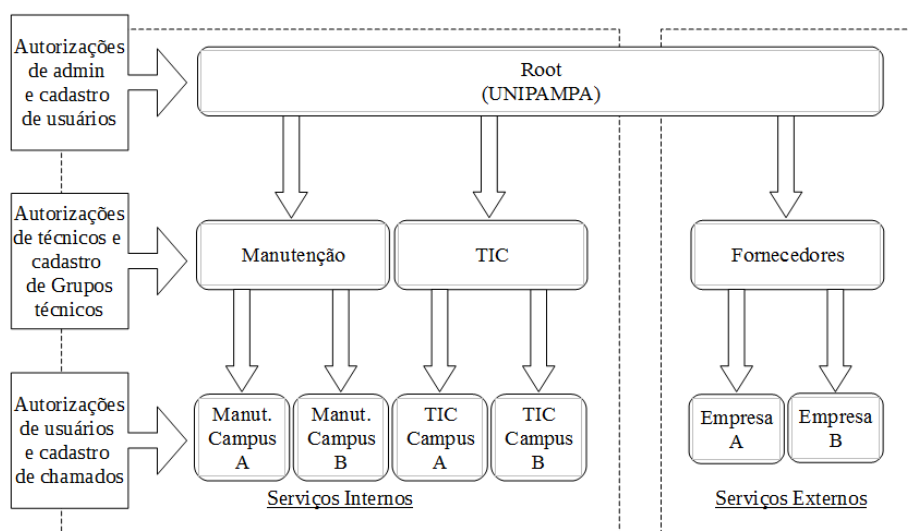 Autorizações
de admin
e cadastro
de usuários
Root
(UNIPAMPA)
Autorizações
de técnicos e
cadastro
de Grupos
técnicos
Manutenção
TIC
Fornecedores
Autorizações
de usuários
e cadastro
de chamados
Manut.
Campus
A
Manut.
Campus
B
TIC
Campus
A
TIC
Campus
B
Empresa
A
Empresa
B
Serviços Internos
Serviços Externos